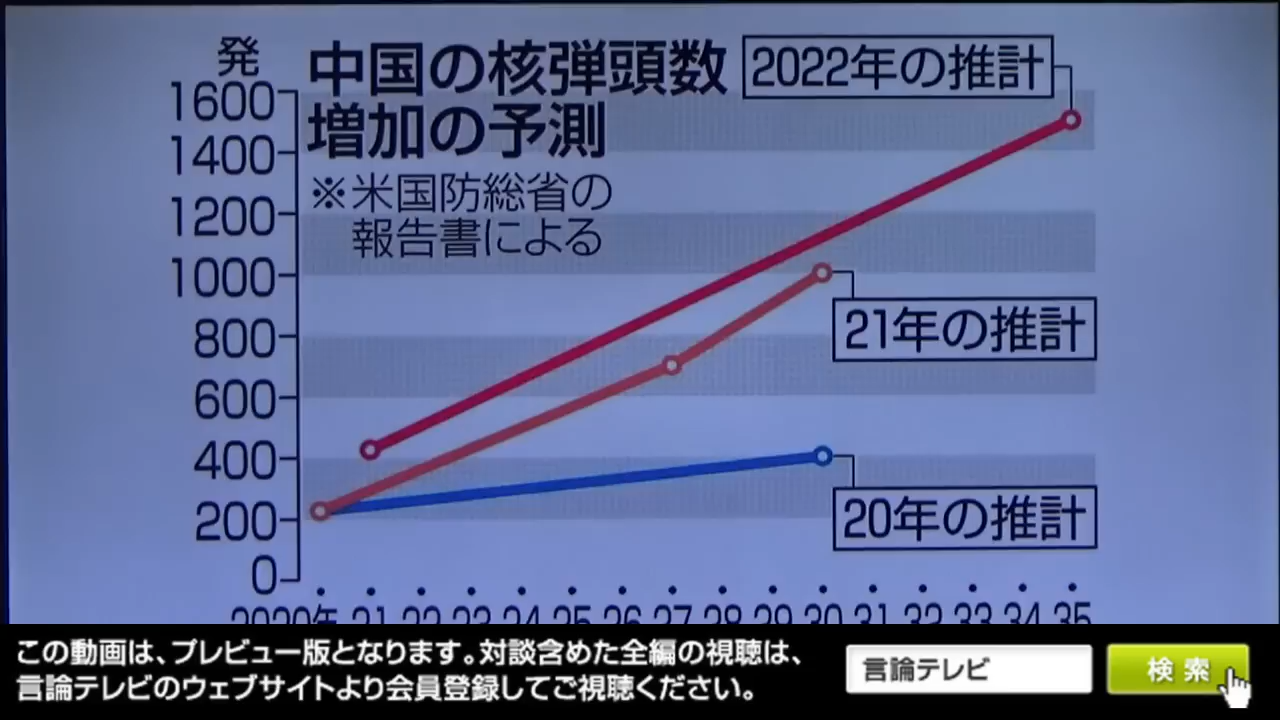 発
中国の核弾頭数
増加の予測
※米国防総省の
報告書による
2022年の推計
21年の推計
20年の推計
1600
1400
1200
1000
800
600
400
200
0
2020年 21 22 23 24 25 26 27 28 29 30 31 32 33 34 35
この動画は、プレビュー版となります。対談含めた全編の視聴は、
言論テレビのウェブサイトより会員登録してご視聴ください。
言論テレビ
検索